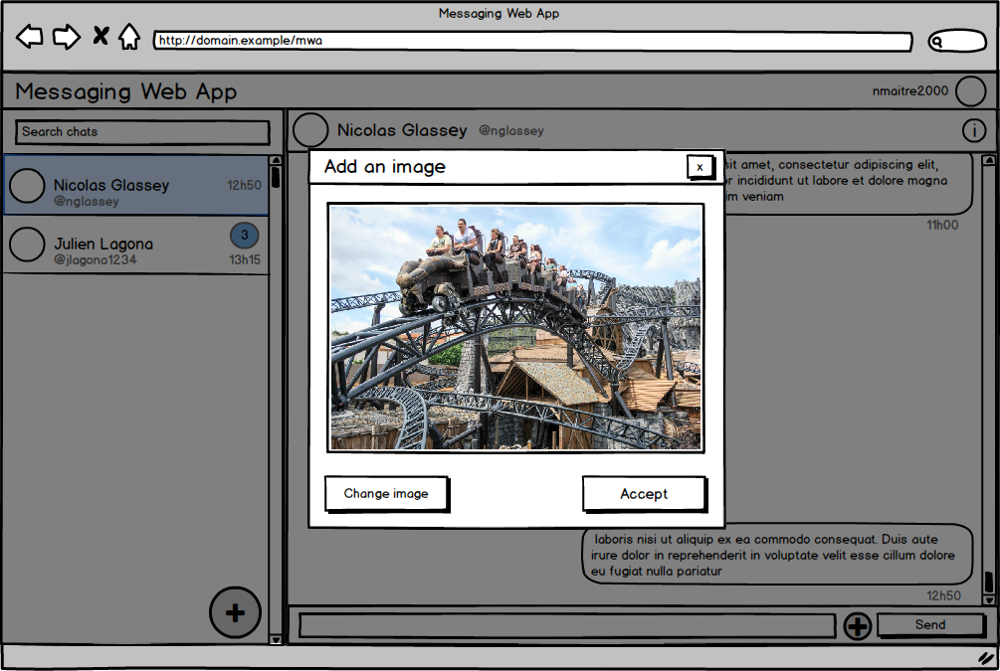 Messaging Web App
http://domain.example/mwa
Messaging Web App
nmaitre2000
Search chats
Nicolas Glassey
12h50
@nglassey
Julien Lagona
3
@jlagona1234
13h15
+
Nicolas Glassey @nglassey
i
sit amet, consectetur adipiscing elit,
or incididunt ut labore et dolore magna
im veniam
11h00
Add an image
x
Change image
Accept
laboris nisi ut aliquip ex ea commodo consequat. Duis aute
irure dolor in reprehenderit in voluptate velit esse cillum dolore
eu fugiat nulla pariatur
12h50
+
Send